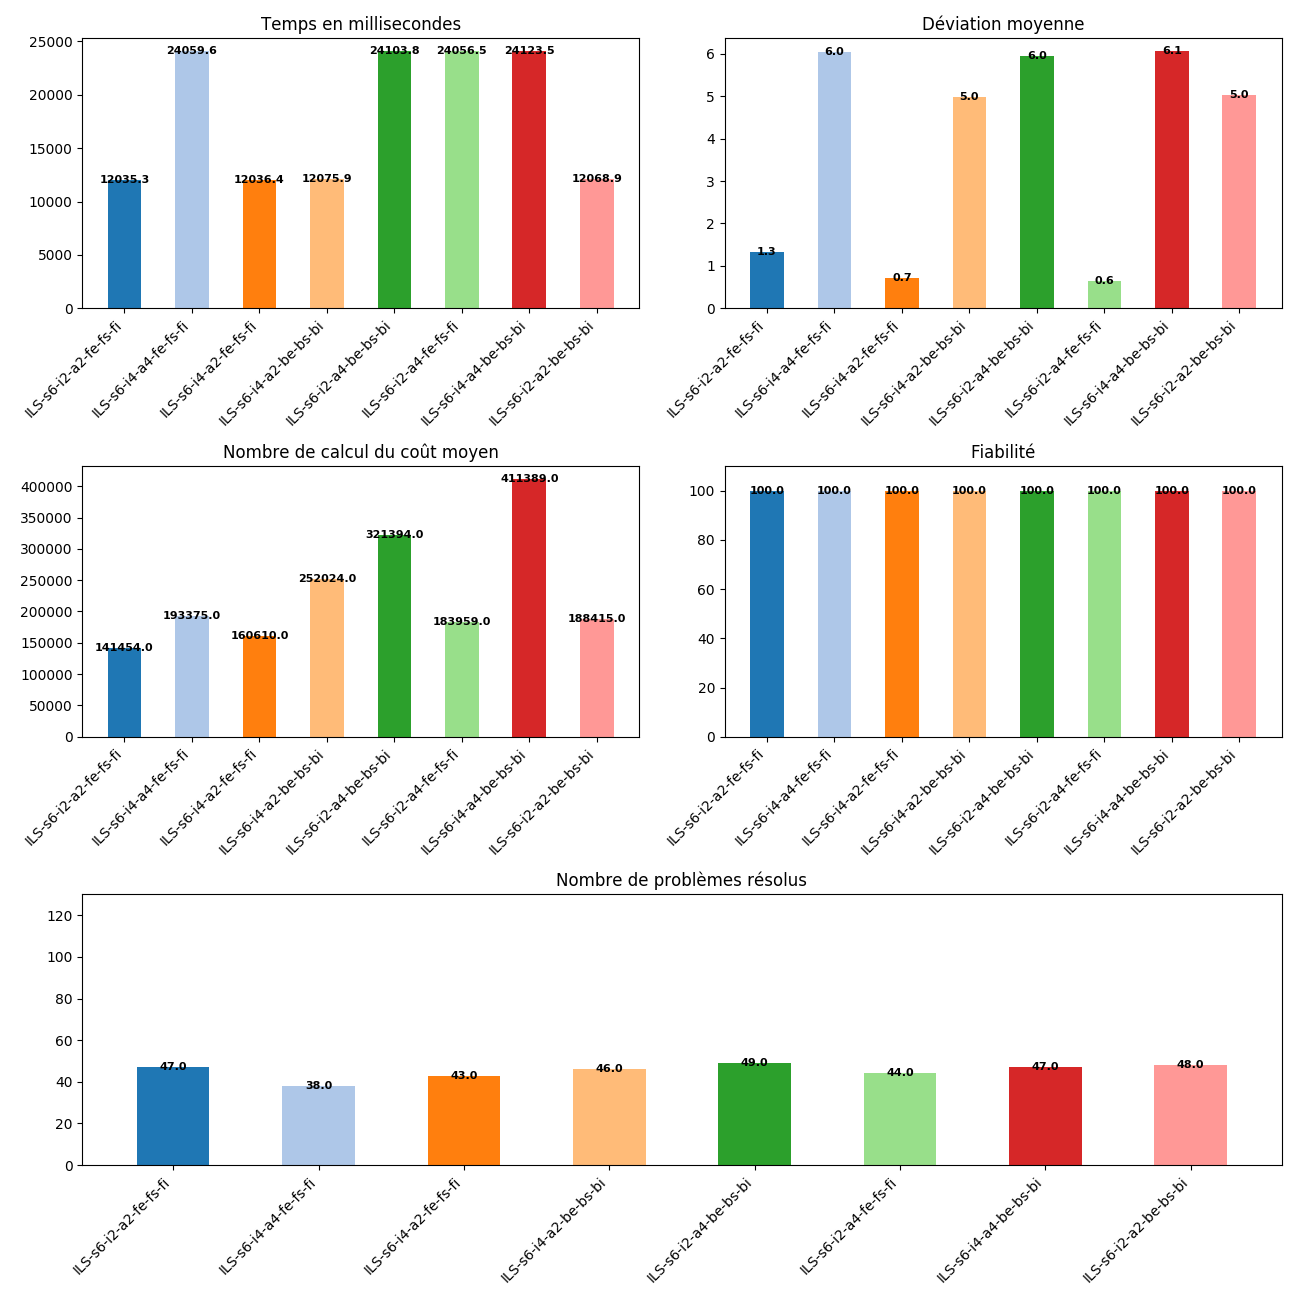 Temps en millisecondes
25000
20000
15000
10000
5000
0
12035.3
24059.6
12036.4
12075.9
24103.8
24056.5
24123.5
12068.9
ILS-s6-i2-a2-fe-fs-fi
ILS-s6-i4-a4-fe-fs-fi
ILS-s6-i4-a2-fe-fs-fi
ILS-s6-i4-a2-be-bs-bi
ILS-s6-i2-a4-be-bs-bi
ILS-s6-i2-a4-fe-fs-fi
ILS-s6-i4-a4-be-bs-bi
ILS-s6-i2-a2-be-bs-bi
Déviation moyenne
6
5
4
3
2
1
0
1.3
6.0
0.7
5.0
6.0
0.6
6.1
5.0
ILS-s6-i2-a2-fe-fs-fi
ILS-s6-i4-a4-fe-fs-fi
ILS-s6-i4-a2-fe-fs-fi
ILS-s6-i4-a2-be-bs-bi
ILS-s6-i2-a4-be-bs-bi
ILS-s6-i2-a4-fe-fs-fi
ILS-s6-i4-a4-be-bs-bi
ILS-s6-i2-a2-be-bs-bi
Nombre de calcul du coût moyen
400000
350000
300000
250000
200000
150000
100000
50000
0
141454.0
193375.0
160610.0
252024.0
321394.0
183959.0
411389.0
188415.0
ILS-s6-i2-a2-fe-fs-fi
ILS-s6-i4-a4-fe-fs-fi
ILS-s6-i4-a2-fe-fs-fi
ILS-s6-i4-a2-be-bs-bi
ILS-s6-i2-a4-be-bs-bi
ILS-s6-i2-a4-fe-fs-fi
ILS-s6-i4-a4-be-bs-bi
ILS-s6-i2-a2-be-bs-bi
Fiabilité
100
80
60
40
20
0
100.0
100.0
100.0
100.0
100.0
100.0
100.0
100.0
ILS-s6-i2-a2-fe-fs-fi
ILS-s6-i4-a4-fe-fs-fi
ILS-s6-i4-a2-fe-fs-fi
ILS-s6-i4-a2-be-bs-bi
ILS-s6-i2-a4-be-bs-bi
ILS-s6-i2-a4-fe-fs-fi
ILS-s6-i4-a4-be-bs-bi
ILS-s6-i2-a2-be-bs-bi
Nombre de problèmes résolus
120
100
80
60
40
20
0
47.0
38.0
43.0
46.0
49.0
44.0
47.0
48.0
ILS-s6-i2-a2-fe-fs-fi
ILS-s6-i4-a4-fe-fs-fi
ILS-s6-i4-a2-fe-fs-fi
ILS-s6-i4-a2-be-bs-bi
ILS-s6-i2-a4-be-bs-bi
ILS-s6-i2-a4-fe-fs-fi
ILS-s6-i4-a4-be-bs-bi
ILS-s6-i2-a2-be-bs-bi